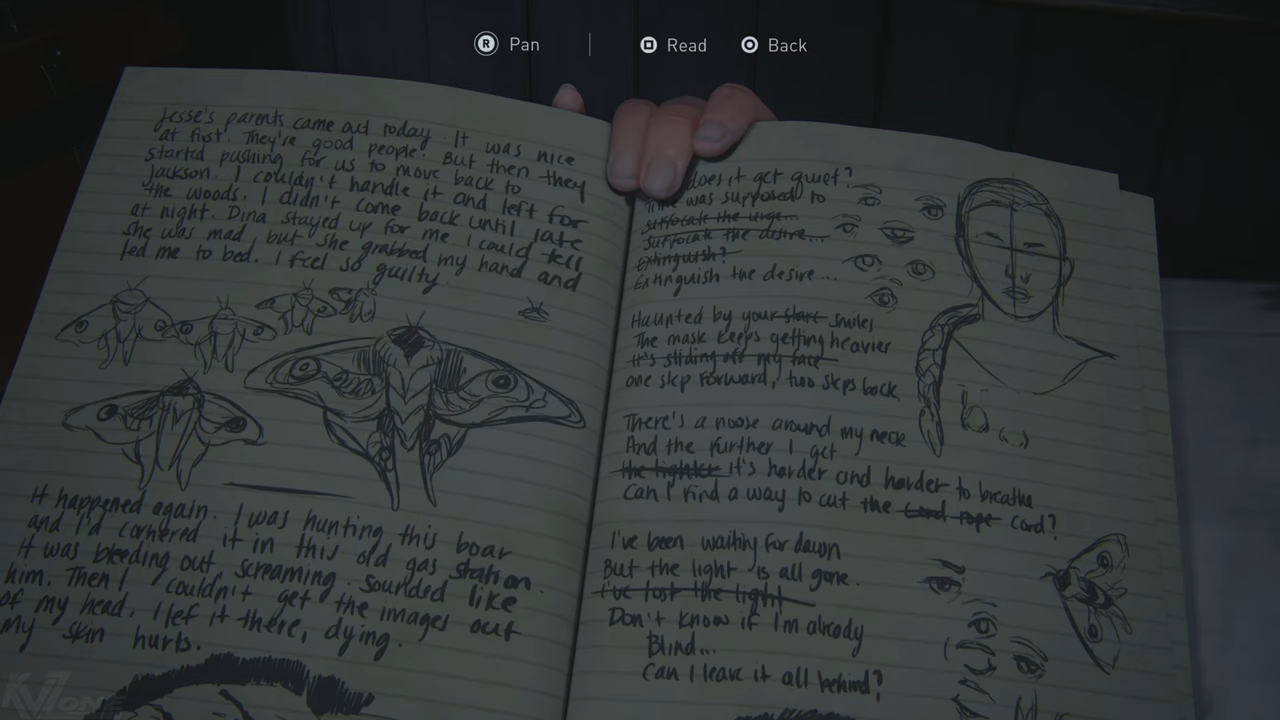 Pan
Read
Back
Jesse's parents came out today. It was nice
at first. They're good people. But then they
started pushing for us to move back to
Jackson. I couldn't handle it and left for
the woods. I didn't come back until late
at night. Dina stayed up for me. I could tell
she was mad, but she grabbed my hand and
led me to bed. I feel so guilty.
It happened again. I was hunting this boar
and I'd cornered it in this old gas station.
It was bleeding out, screaming. Sounded like
him. Then I couldn't get the images out
of my head. I lef it there, dying.
My skin hurts.
does it get quiet?
Time was supposed to
suffocate the urge...
suffocate the desire...
Extinguish?
Extinguish the desire...
Haunted by your stare smiles
The mask keeps getting heavier
It's sliding off my face
one step forward, two steps back
There's a noose around my neck
And the further I get
the tighter it's harder and harder to breathe
Can I find a way to cut the cord rope cord?
I've been waiting for dawn
But the light is all gone.
I've lost the light
Don't know if I'm already
Blind...
Can I leave it all behind?